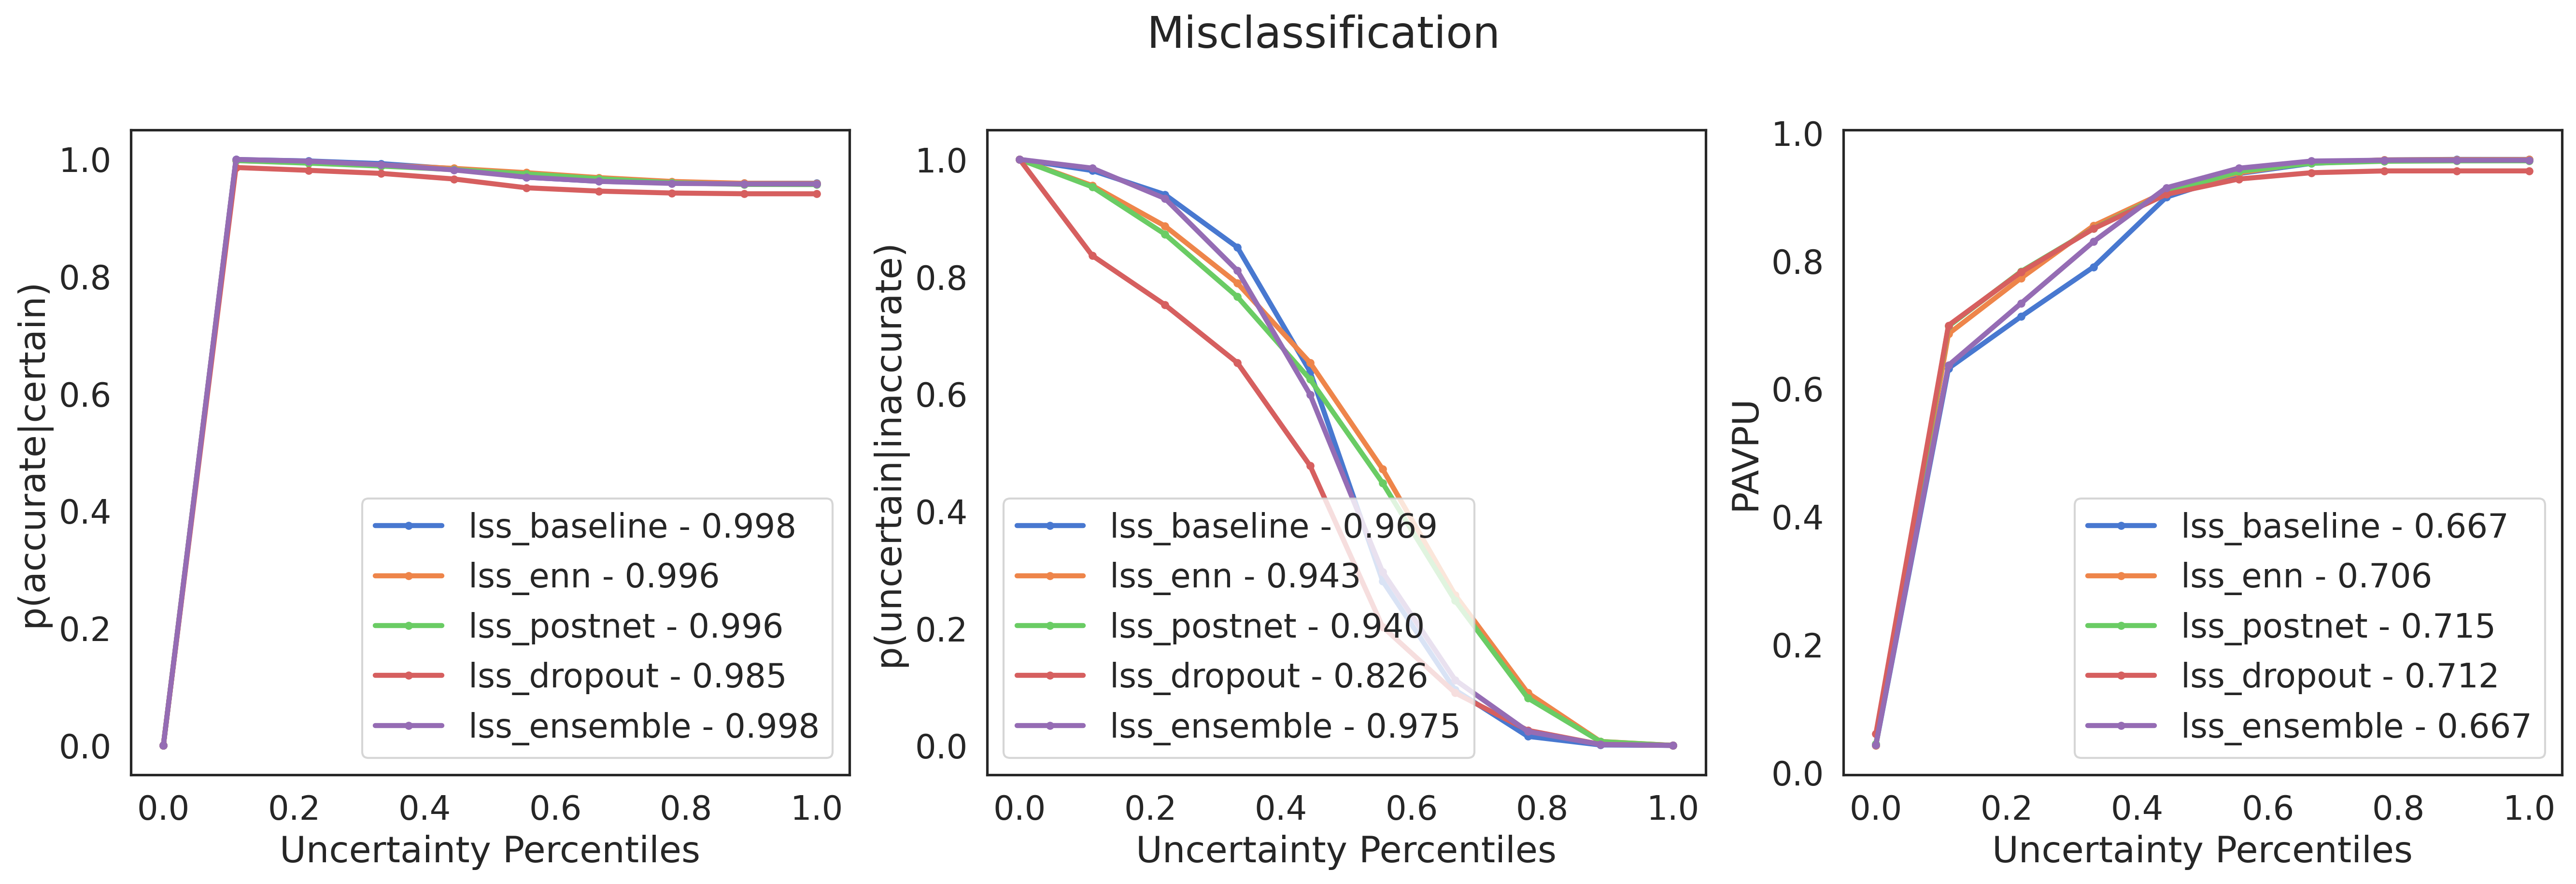 Misclassification
p(accurate|certain)
1.0
0.8
0.6
0.4
0.2
0.0
lss_baseline - 0.998
lss_enn - 0.996
lss_postnet - 0.996
lss_dropout - 0.985
lss_ensemble - 0.998
0.0 0.2 0.4 0.6 0.8 1.0
Uncertainty Percentiles
p(uncertain|inaccurate)
1.0
0.8
0.6
0.4
0.2
0.0
lss_baseline - 0.969
lss_enn - 0.943
lss_postnet - 0.940
lss_dropout - 0.826
lss_ensemble - 0.975
0.0 0.2 0.4 0.6 0.8 1.0
Uncertainty Percentiles
PAVPU
1.0
0.8
0.6
0.4
0.2
0.0
lss_baseline - 0.667
lss_enn - 0.706
lss_postnet - 0.715
lss_dropout - 0.712
lss_ensemble - 0.667
0.0 0.2 0.4 0.6 0.8 1.0
Uncertainty Percentiles